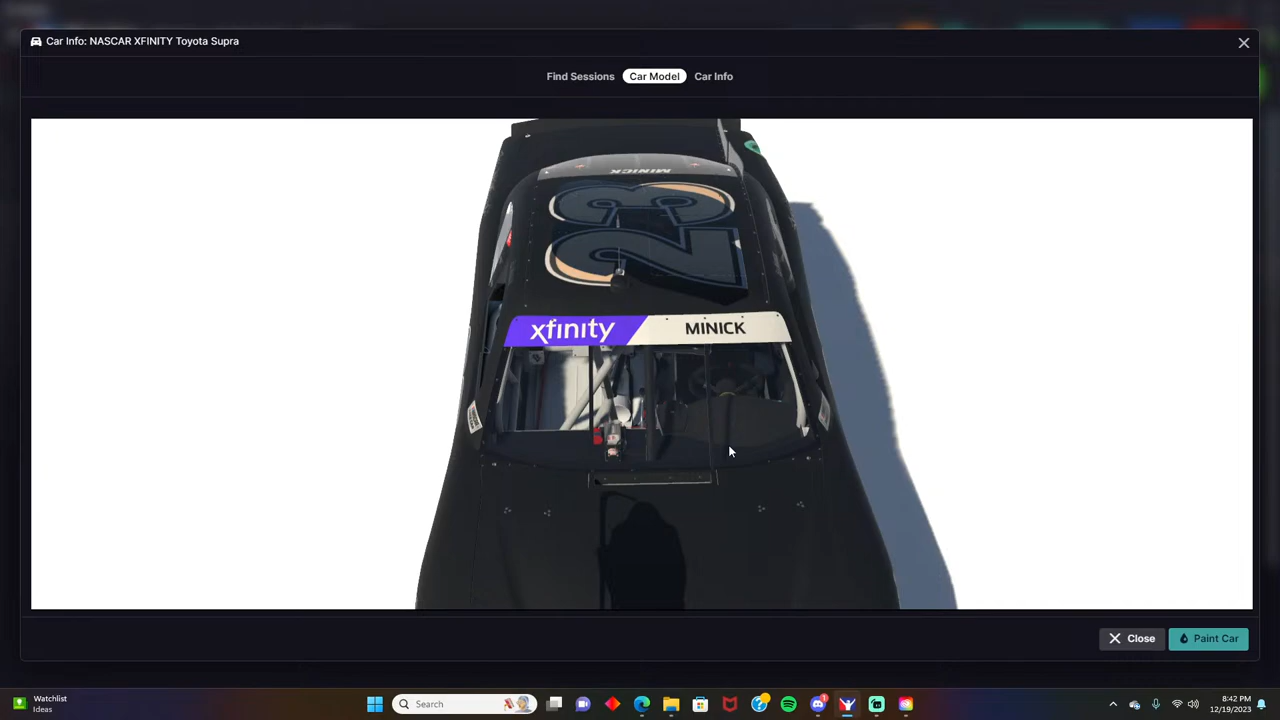 Car Info: NASCAR XFINITY Toyota Supra
Find Sessions Car Model Car Info
MINICK
23
xfinity MINICK
Close Paint Car
Watchlist
Ideas
Search
8:42 PM
12/19/2023